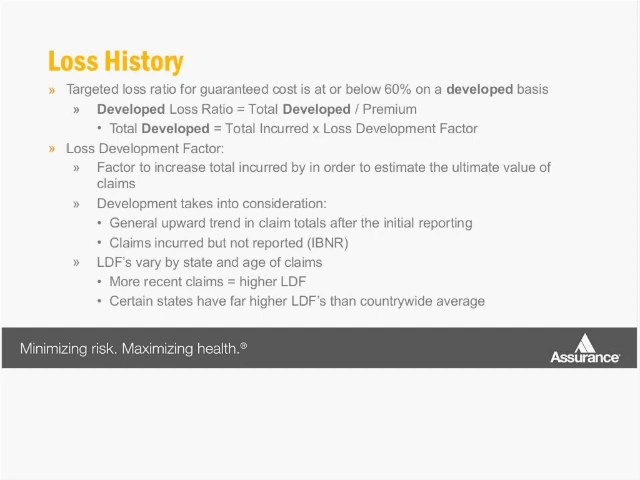 Loss History
» Targeted loss ratio for guaranteed cost is at or below 60% on a developed basis
» Developed Loss Ratio = Total Developed / Premium
• Total Developed = Total Incurred x Loss Development Factor
» Loss Development Factor:
» Factor to increase total incurred by in order to estimate the ultimate value of
claims
» Development takes into consideration:
• General upward trend in claim totals after the initial reporting
• Claims incurred but not reported (IBNR)
» LDF's vary by state and age of claims
• More recent claims = higher LDF
• Certain states have far higher LDF's than countrywide average
Minimizing risk. Maximizing health.®
Assurance